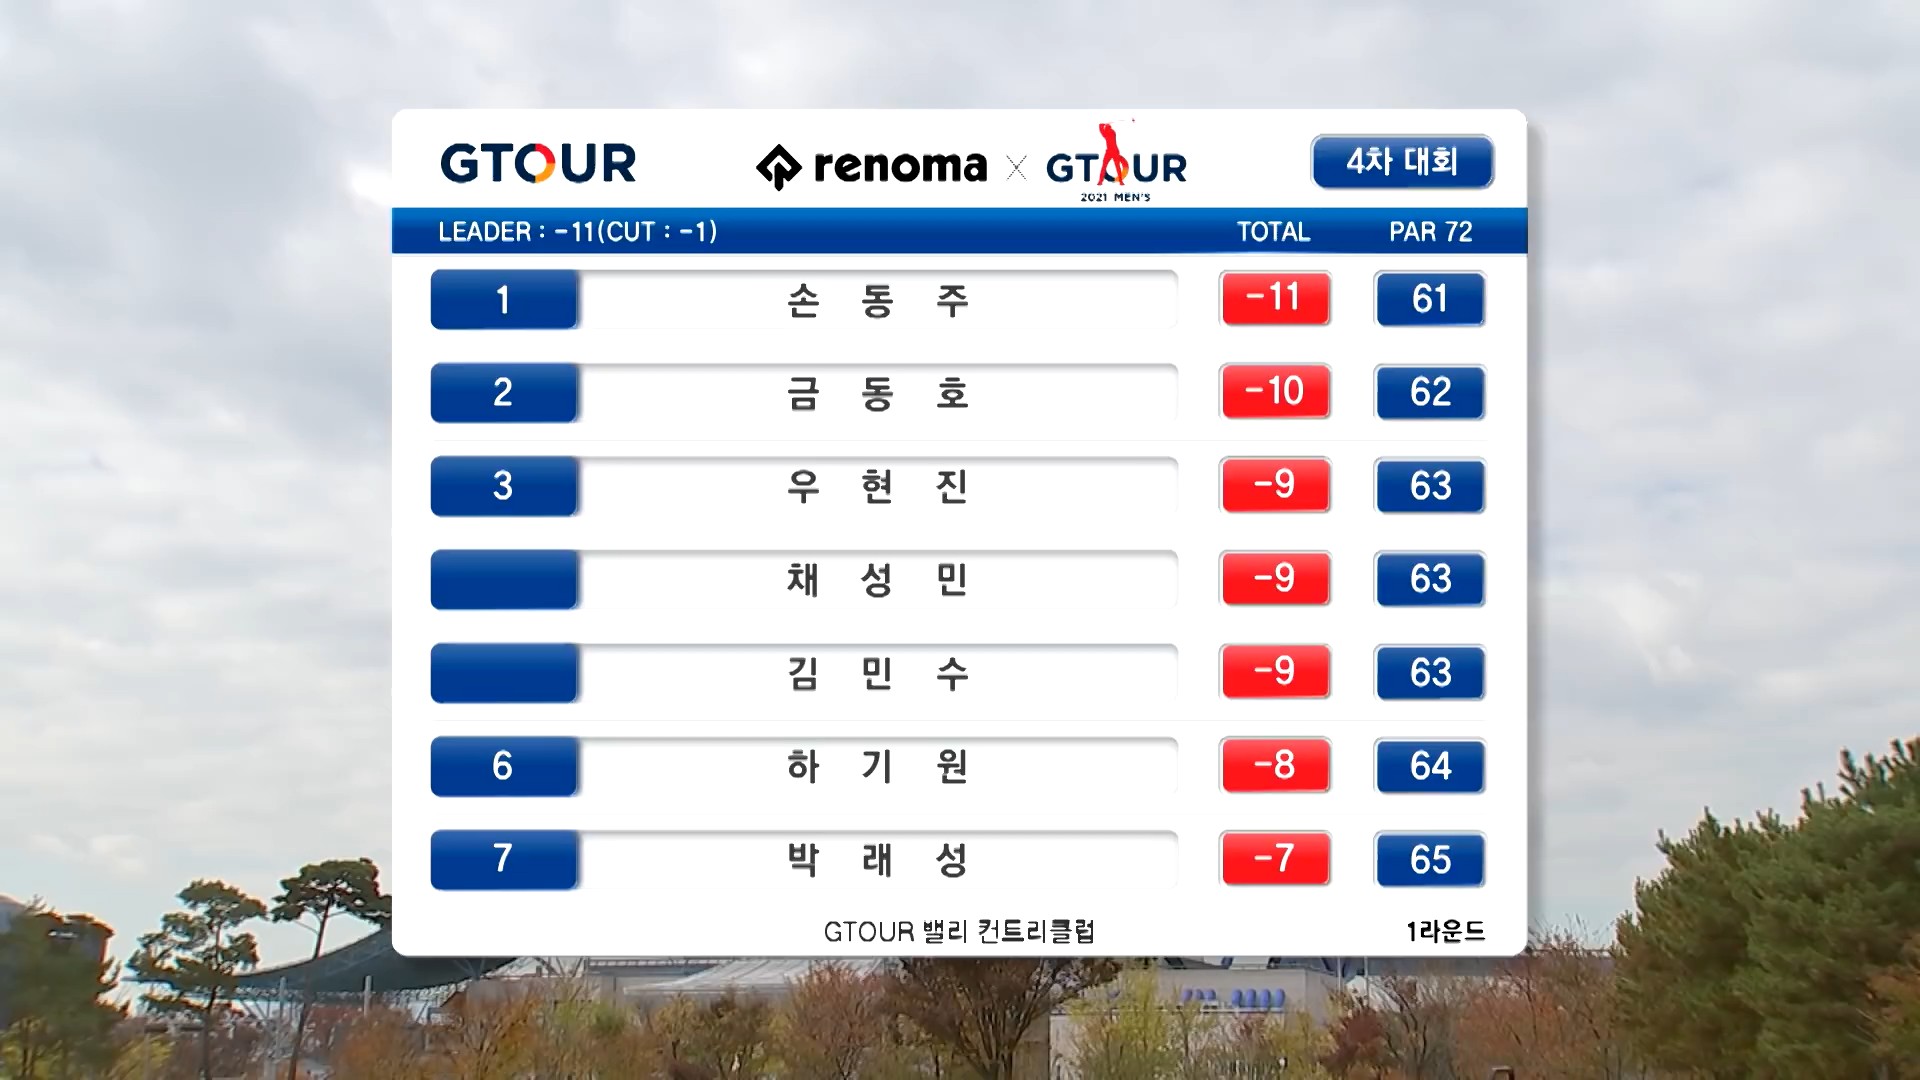 GTOUR renoma × GTOUR 4차 대회
2021 MEN'S
LEADER : -11(CUT : -1) TOTAL PAR 72
1 손동주 -11 61
2 금동호 -10 62
3 우현진 -9 63
채성민 -9 63
김민수 -9 63
6 하기원 -8 64
7 박래성 -7 65
GTOUR 밸리 컨트리클럽 1라운드